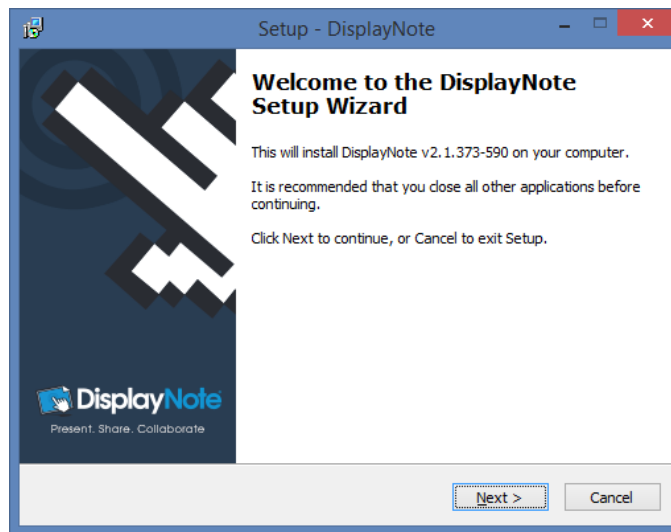 Setup - DisplayNote
Welcome to the DisplayNote
Setup Wizard
This will install DisplayNote v2.1.373-590 on your computer.
It is recommended that you close all other applications before
continuing.
Click Next to continue, or Cancel to exit Setup.
DisplayNote
Present. Share. Collaborate
Next >
Cancel